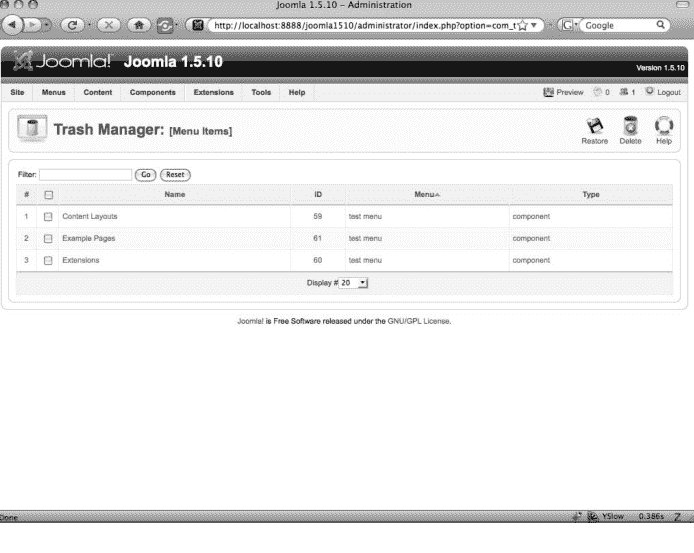 Joomla 1.5.10 – Administration
http://localhost:8888/joomla1510/administrator/index.php?option=com_t
Google
Joomla! Joomla 1.5.10
Version 1.5.10
Site Menus Content Components Extensions Tools Help Preview 0 1 Logout
Trash Manager: [Menu Items]
Restore Delete Help
Filter: Go Reset
# Name ID Menu Type
1 Content Layouts 59 test menu component
2 Example Pages 61 test menu component
3 Extensions 60 test menu component
Display # 20
Joomla! is Free Software released under the GNU/GPL License.
Done YSlow 0.386s